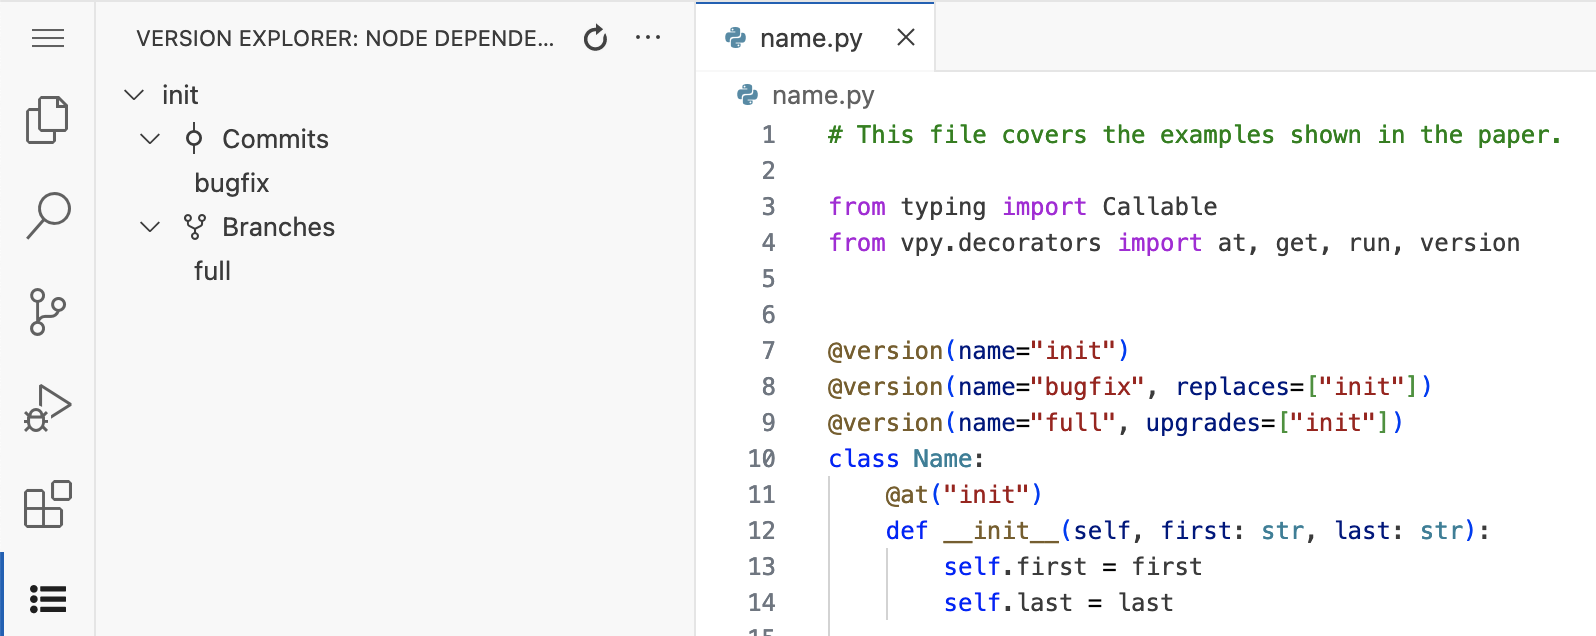 VERSION EXPLORER: NODE DEPENDE...
init
Commits
bugfix
Branches
full
name.py
name.py
1 # This file covers the examples shown in the paper.
2
3 from typing import Callable
4 from vpy.decorators import at, get, run, version
5
6
7 @version(name="init")
8 @version(name="bugfix", replaces=["init"])
9 @version(name="full", upgrades=["init"])
10 class Name:
11     @at("init")
12     def __init__(self, first: str, last: str):
13         self.first = first
14         self.last = last
15